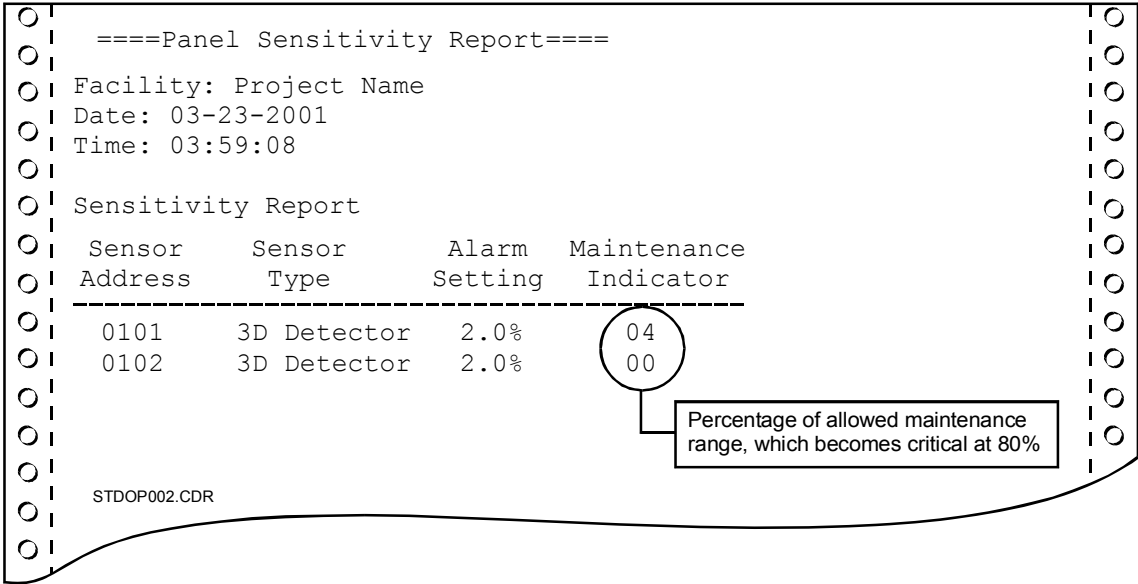 ====Panel Sensitivity Report====
Facility: Project Name
Date: 03-23-2001
Time: 03:59:08
Sensitivity Report
Sensor Sensor Alarm Maintenance
Address Type Setting Indicator
0101 3D Detector 2.0% 04
0102 3D Detector 2.0% 00
Percentage of allowed maintenance
range, which becomes critical at 80%
STDOP002.CDR